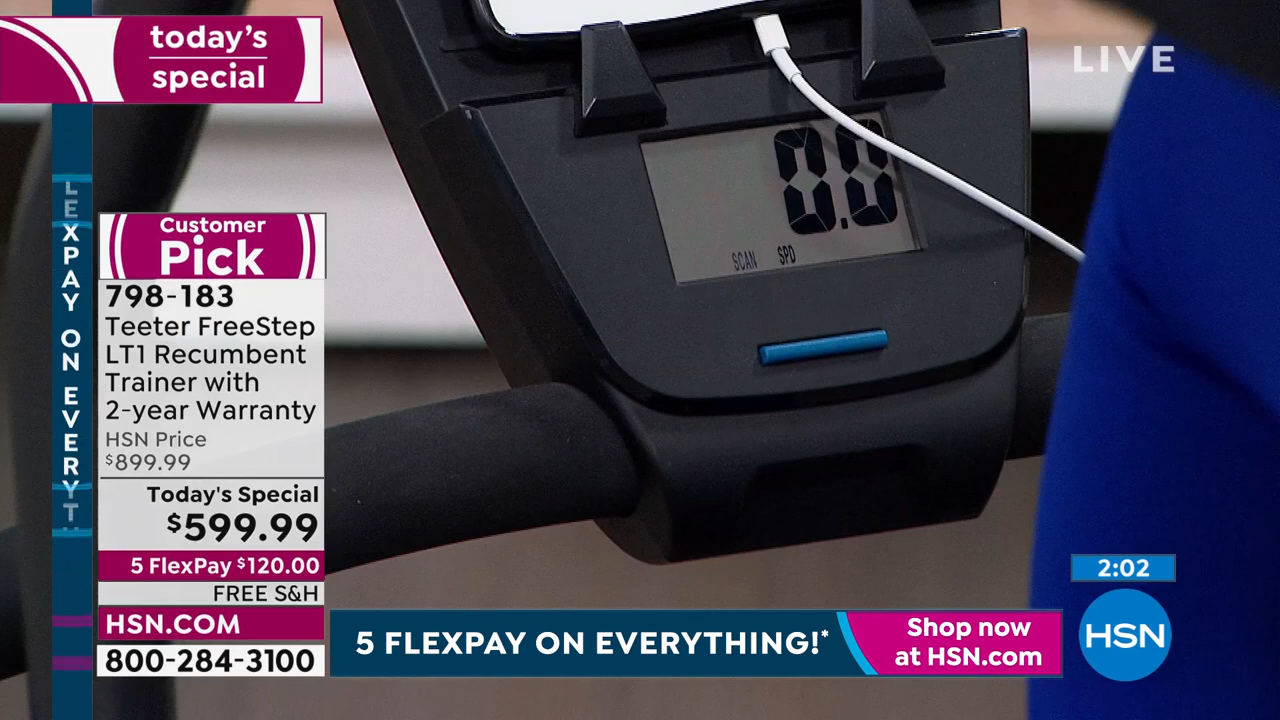 today's
special
LIVE
LEXPAY ON EVERYT
Customer
Pick
798-183
Teeter FreeStep
LT1 Recumbent
Trainer with
2-year Warranty
HSN Price
$899.99
Today's Special
$599.99
5 FlexPay $120.00
FREE S&H
HSN.COM
800-284-3100
0.0
SCAN SPD
5 FLEXPAY ON EVERYTHING!*
Shop now
at HSN.com
2:02
HSN